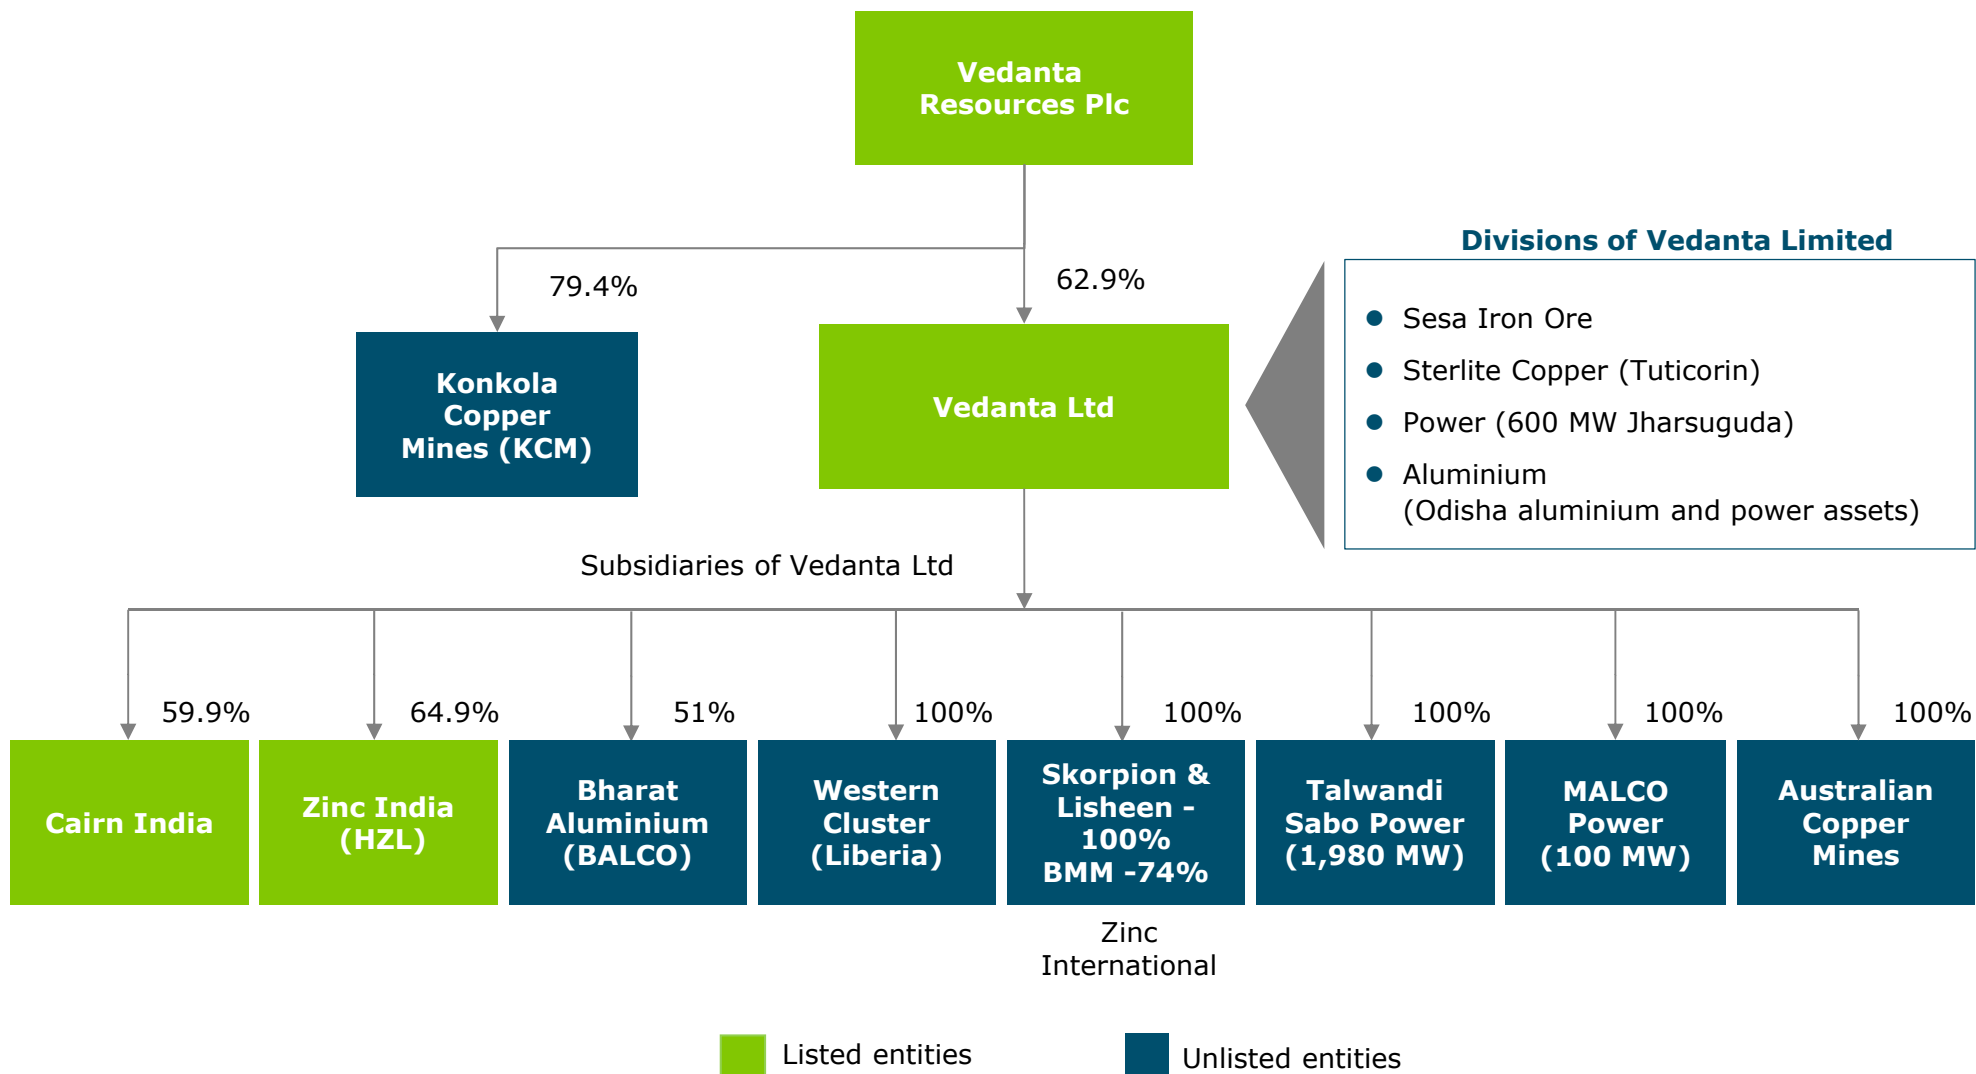 Vedanta
Resources Plc
Divisions of Vedanta Limited
79.4%
62.9%
Sesa Iron Ore
Sterlite Copper (Tuticorin)
Power (600 MW Jharsuguda)
Aluminium
(Odisha aluminium and power assets)
Konkola
Copper
Mines (KCM)
Vedanta Ltd
Subsidiaries of Vedanta Ltd
59.9%
64.9%
51%
100%
100%
100%
100%
100%
Cairn India
Zinc India
(HZL)
Bharat
Aluminium
(BALCO)
Western
Cluster
(Liberia)
Skorpion &
Lisheen -
100%
BMM -74%
Talwandi
Sabo Power
(1,980 MW)
MALCO
Power
(100 MW)
Australian
Copper
Mines
Zinc
International
Listed entities
Unlisted entities